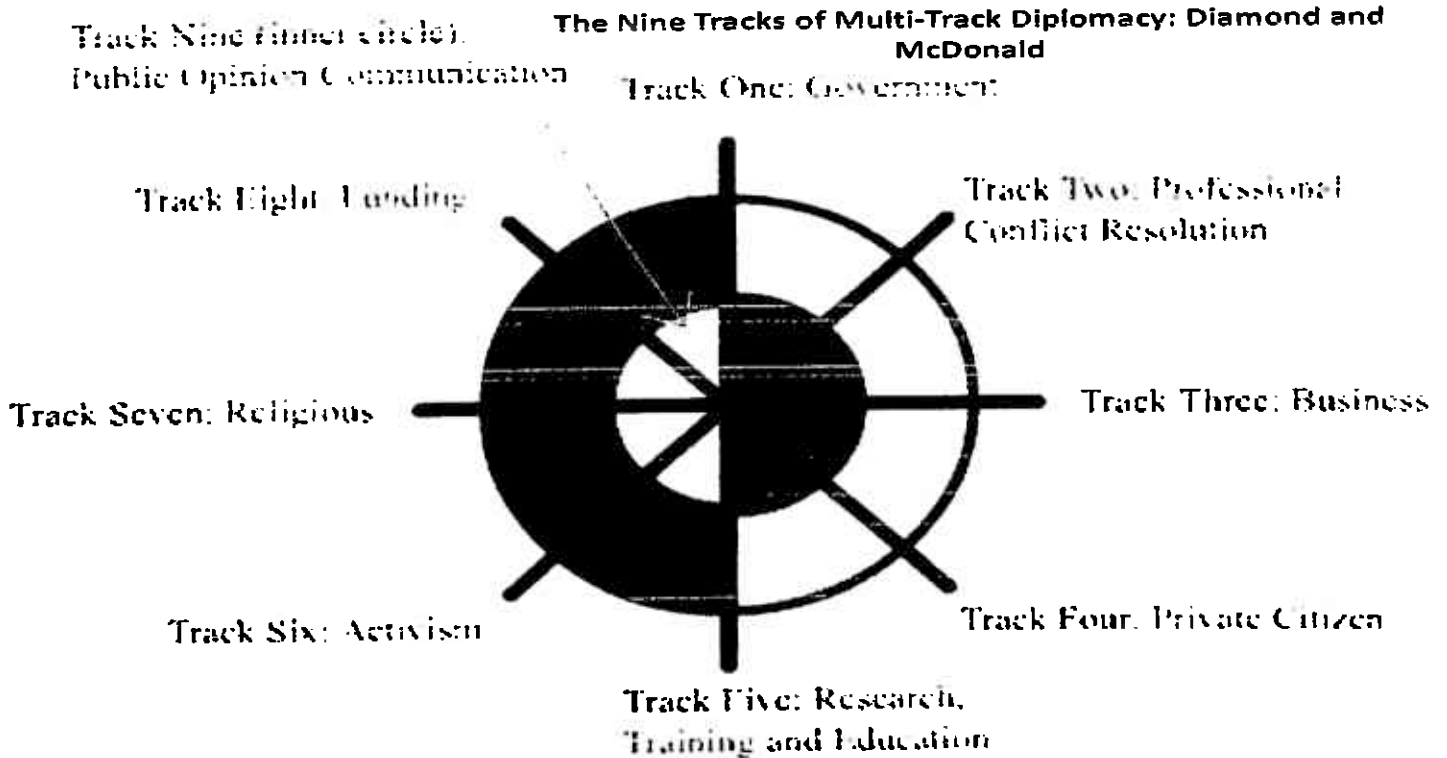 The Nine Tracks of Multi-Track Diplomacy: Diamond and
McDonald
Track Nine (inner circle):
Public Opinion Communication
Track One: Government
Track Eight: Funding
Track Two: Professional
Conflict Resolution
Track Seven: Religious
Track Three: Business
Track Six: Activism
Track Four: Private Citizen
Track Five: Research,
Training and Education